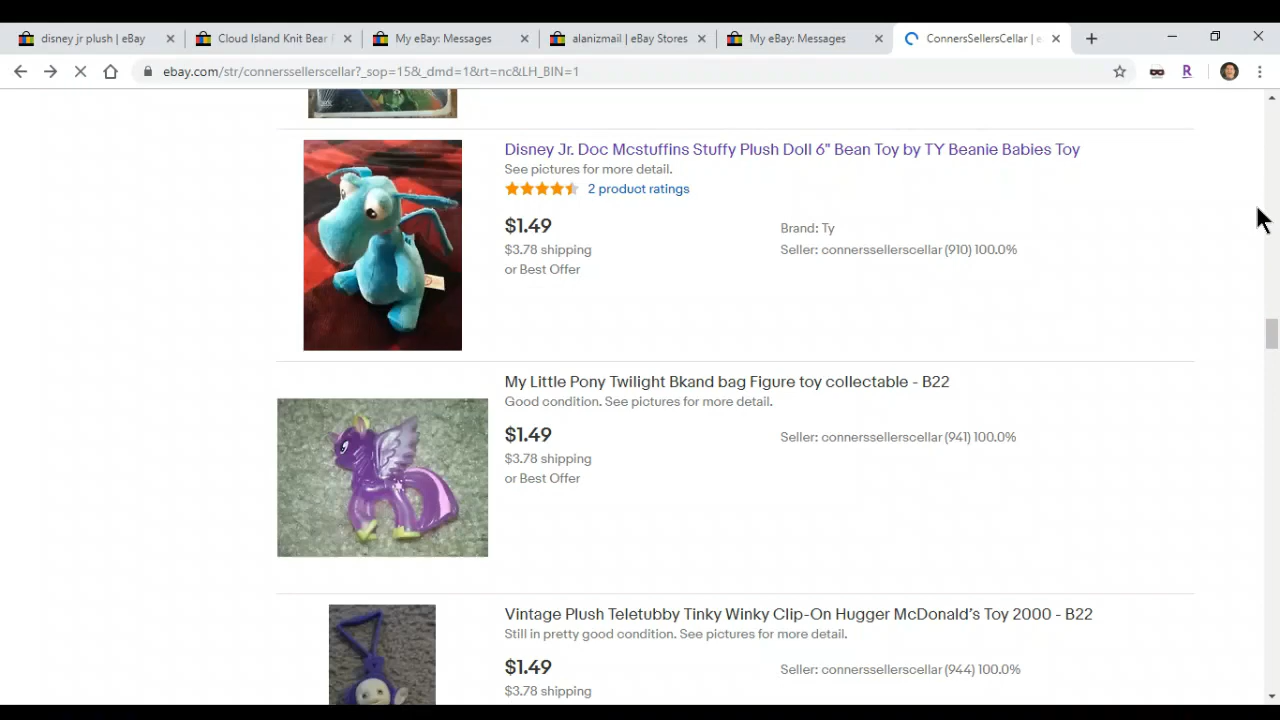 disney jr plush | eBay
Cloud Island Knit Bear
My eBay: Messages
alanizmail | eBay Stores
My eBay: Messages
ConnersSellersCellar | e
ebay.com/str/connerssellerscellar?_sop=15&_dmd=1&rt=nc&LH_BIN=1
R
Disney Jr. Doc Mcstuffins Stuffy Plush Doll 6" Bean Toy by TY Beanie Babies Toy
See pictures for more detail.
2 product ratings
$1.49
Brand: Ty
$3.78 shipping
Seller: connerssellerscellar (910) 100.0%
or Best Offer
My Little Pony Twilight Bkand bag Figure toy collectable - B22
Good condition. See pictures for more detail.
$1.49
Seller: connerssellerscellar (941) 100.0%
$3.78 shipping
or Best Offer
Vintage Plush Teletubby Tinky Winky Clip-On Hugger McDonald's Toy 2000 - B22
Still in pretty good condition. See pictures for more detail.
$1.49
Seller: connerssellerscellar (944) 100.0%
$3.78 shipping